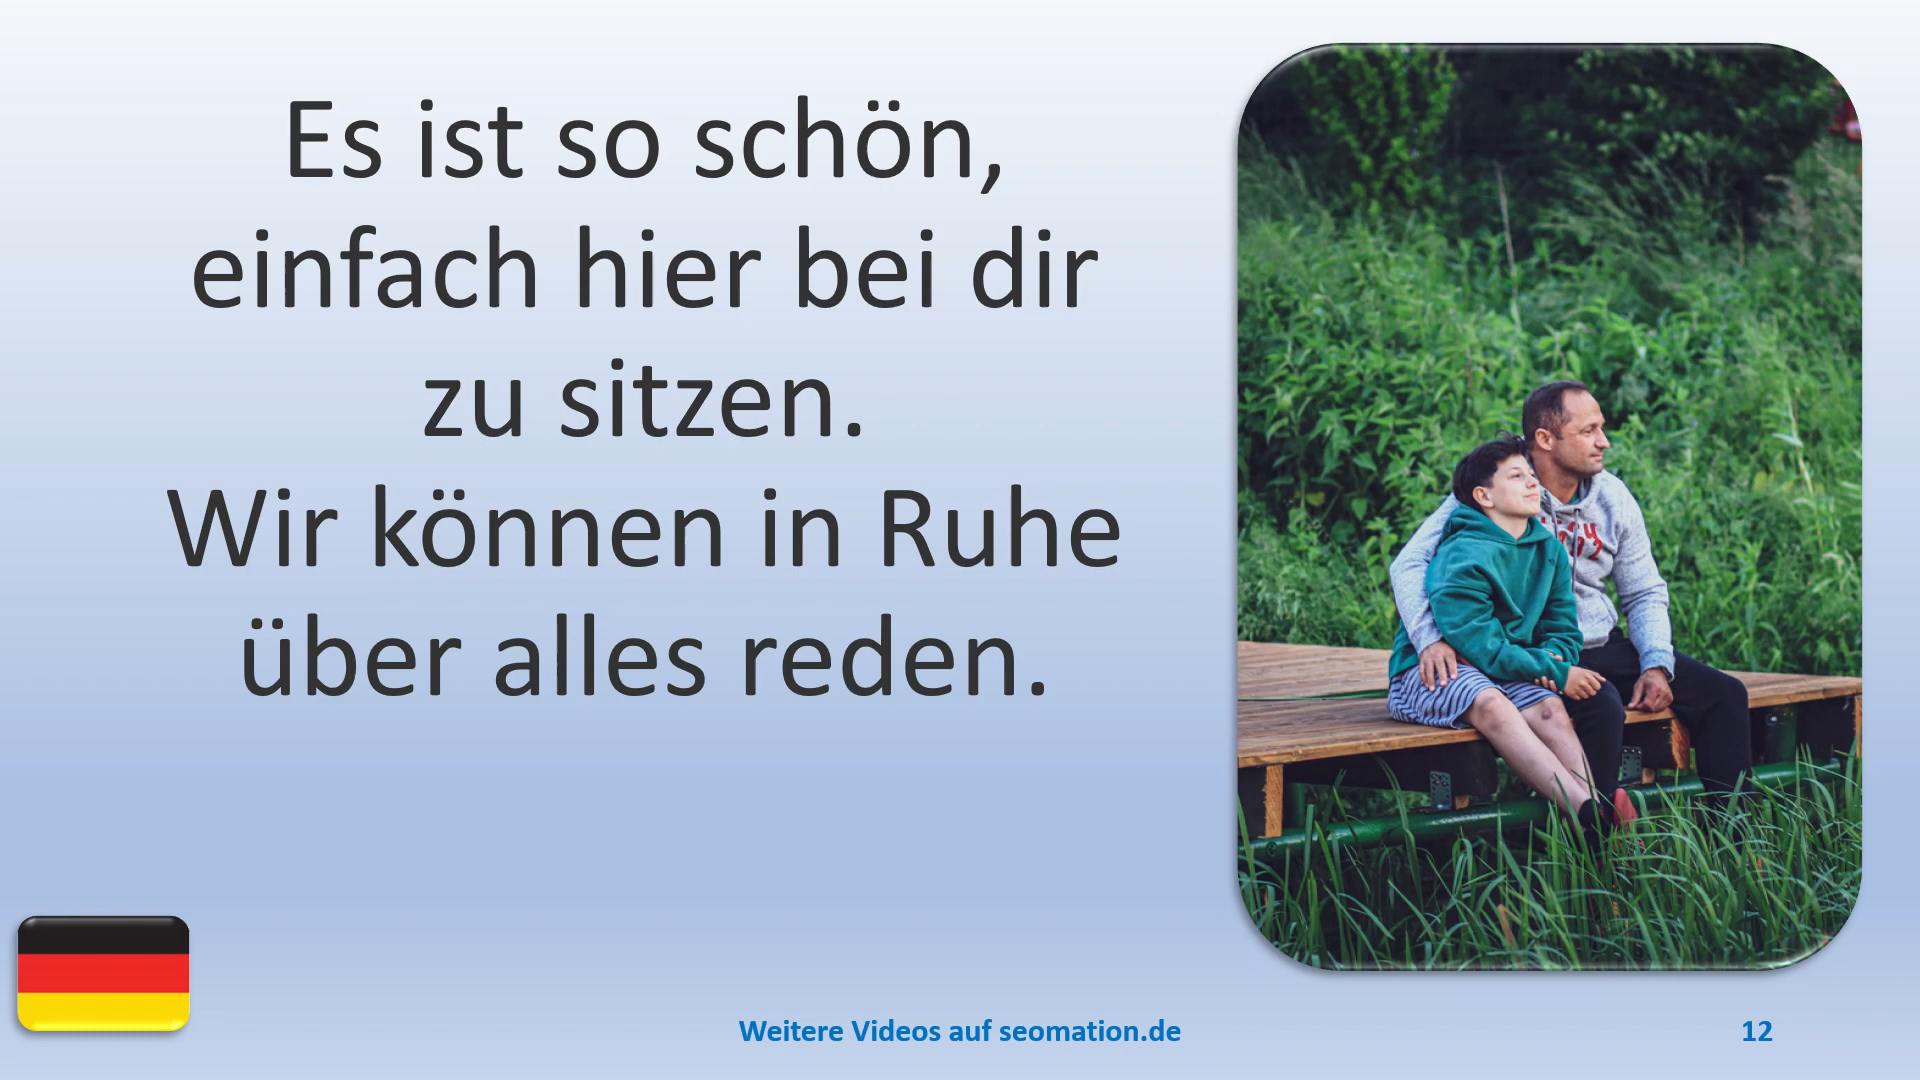 Es ist so schön,
einfach hier bei dir
zu sitzen.
Wir können in Ruhe
über alles reden.
Weitere Videos auf seomation.de
12